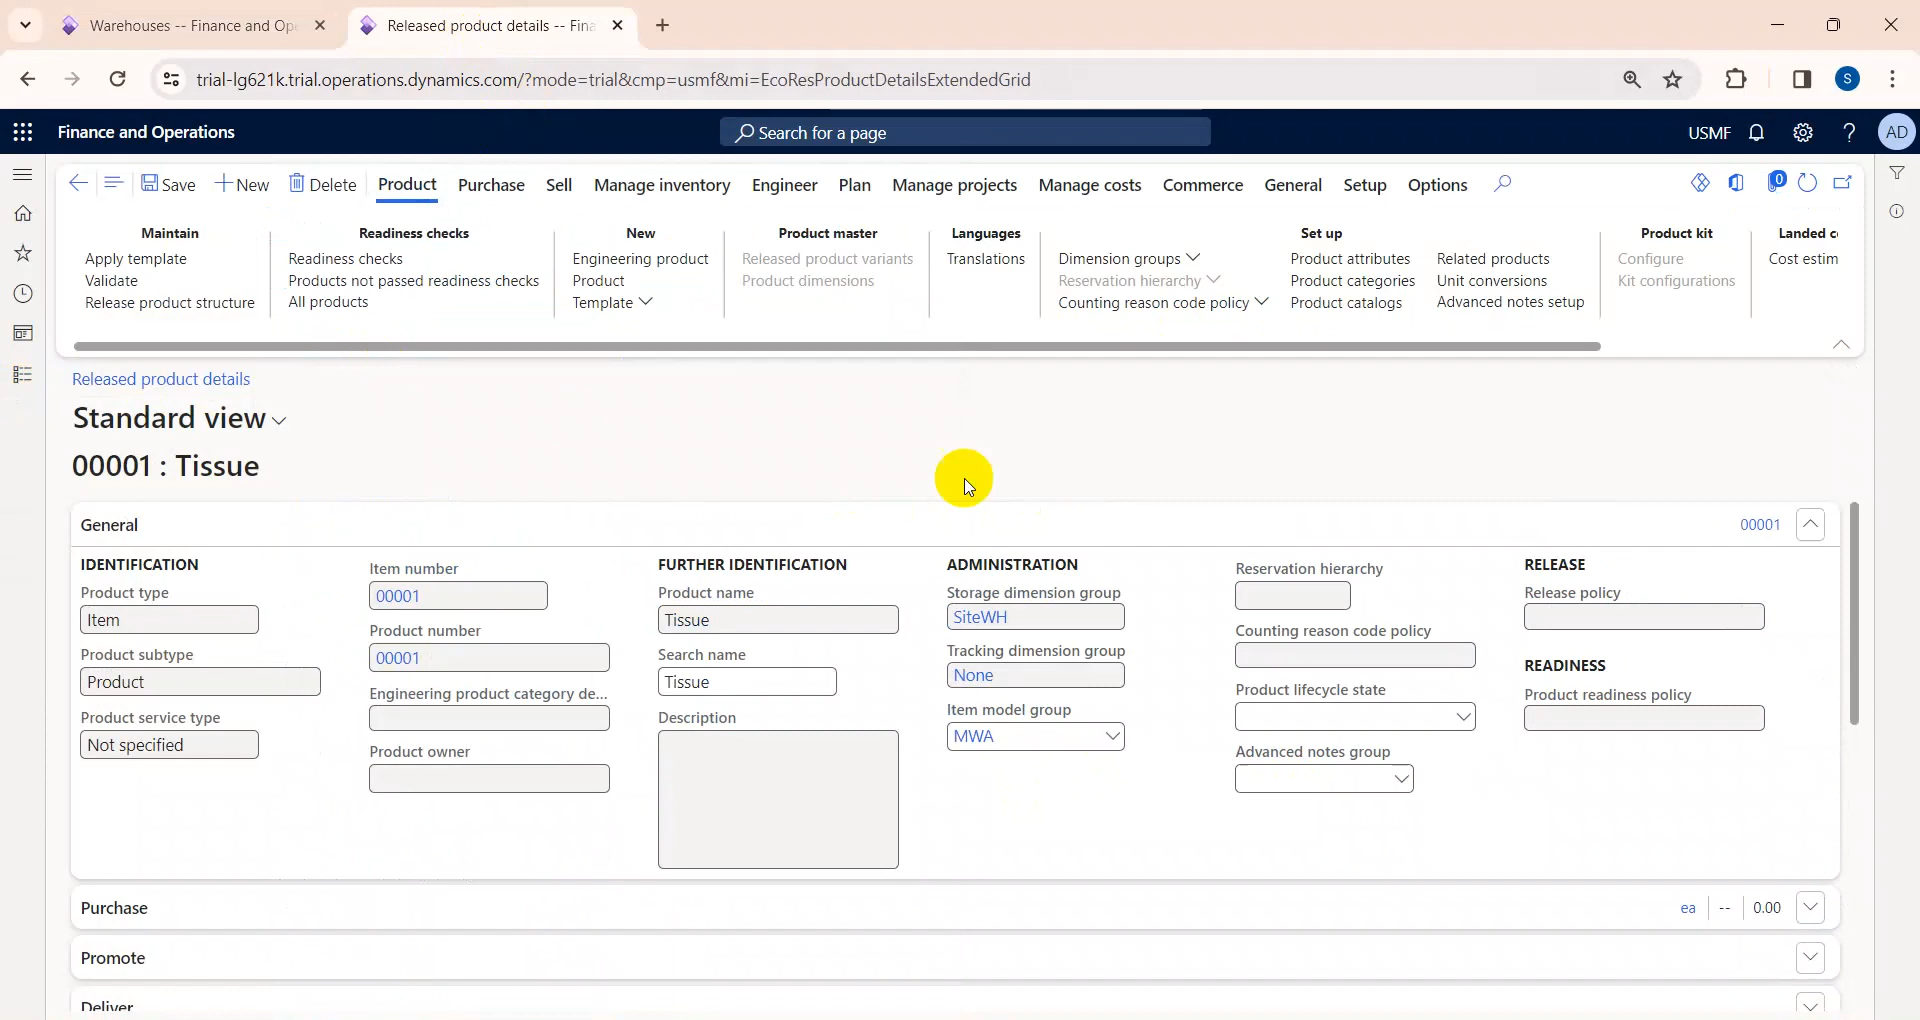 Warehouses -- Finance and Op
Released product details -- Fina
trial-lg621k.trial.operations.dynamics.com/?mode=trial&cmp=usmf&mi=EcoResProductDetailsExtendedGrid
S
Finance and Operations
Search for a page
USMF
?
AD
Save
New
Delete
Product
Purchase
Sell
Manage inventory
Engineer
Plan
Manage projects
Manage costs
Commerce
General
Setup
Options
0
Maintain
Apply template
Validate
Release product structure
Readiness checks
Readiness checks
Products not passed readiness checks
All products
New
Engineering product
Product
Template
Product master
Released product variants
Product dimensions
Languages
Translations
Set up
Dimension groups
Reservation hierarchy
Counting reason code policy
Product attributes
Product categories
Product catalogs
Related products
Unit conversions
Advanced notes setup
Product kit
Configure
Kit configurations
Landed c
Cost estim
Released product details
Standard view
00001 : Tissue
General
00001
IDENTIFICATION
Product type
Item
Product subtype
Product
Product service type
Not specified
Item number
00001
Product number
00001
Engineering product category de...
Product owner
FURTHER IDENTIFICATION
Product name
Tissue
Search name
Tissue
Description
ADMINISTRATION
Storage dimension group
SiteWH
Tracking dimension group
None
Item model group
MWA
Reservation hierarchy
Counting reason code policy
Product lifecycle state
Advanced notes group
RELEASE
Release policy
READINESS
Product readiness policy
Purchase
ea
--
0.00
Promote
Deliver